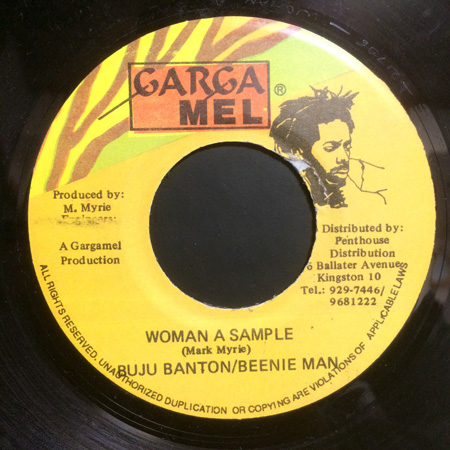 GARGA
MEL ®
Produced by:
M. Myrie
Engineers:
A Gargamel
Production
Distributed by:
Penthouse
Distribution
6 Ballater Avenue
Kingston 10
Tel.: 929-7446/
9681222
WOMAN A SAMPLE
(Mark Myrie)
BUJU BANTON/BEENIE MAN
ALL RIGHTS RESERVED, UNAUTHORIZED DUPLICATION OR COPYING ARE VIOLATIONS OF APPLICABLE LAWS